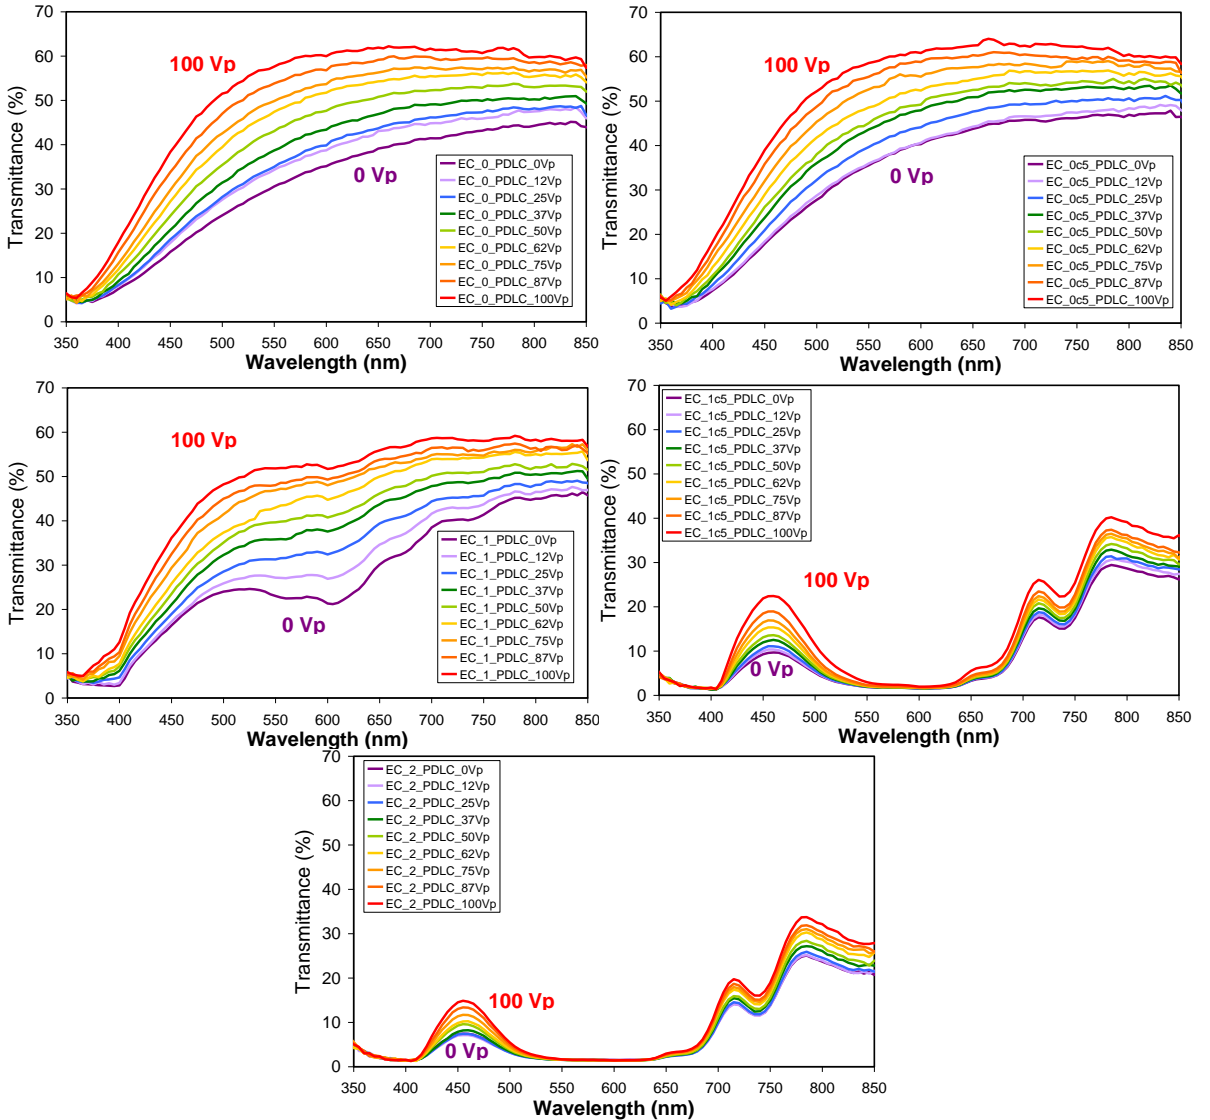 70
60
50
40
30
20
10
0
Transmittance (%)
100 Vp
0 Vp
EC_0_PDLC_0Vp
EC_0_PDLC_12Vp
EC_0_PDLC_25Vp
EC_0_PDLC_37Vp
EC_0_PDLC_50Vp
EC_0_PDLC_62Vp
EC_0_PDLC_75Vp
EC_0_PDLC_87Vp
EC_0_PDLC_100Vp
350 400 450 500 550 600 650 700 750 800 850
Wavelength (nm)
70
60
50
40
30
20
10
0
Transmittance (%)
100 Vp
0 Vp
EC_0c5_PDLC_0Vp
EC_0c5_PDLC_12Vp
EC_0c5_PDLC_25Vp
EC_0c5_PDLC_37Vp
EC_0c5_PDLC_50Vp
EC_0c5_PDLC_62Vp
EC_0c5_PDLC_75Vp
EC_0c5_PDLC_87Vp
EC_0c5_PDLC_100Vp
350 400 450 500 550 600 650 700 750 800 850
Wavelength (nm)
70
60
50
40
30
20
10
0
Transmittance (%)
100 Vp
0 Vp
EC_1_PDLC_0Vp
EC_1_PDLC_12Vp
EC_1_PDLC_25Vp
EC_1_PDLC_37Vp
EC_1_PDLC_50Vp
EC_1_PDLC_62Vp
EC_1_PDLC_75Vp
EC_1_PDLC_87Vp
EC_1_PDLC_100Vp
350 400 450 500 550 600 650 700 750 800 850
Wavelength (nm)
70
60
50
40
30
20
10
0
Transmittance (%)
EC_1c5_PDLC_0Vp
EC_1c5_PDLC_12Vp
EC_1c5_PDLC_25Vp
EC_1c5_PDLC_37Vp
EC_1c5_PDLC_50Vp
EC_1c5_PDLC_62Vp
EC_1c5_PDLC_75Vp
EC_1c5_PDLC_87Vp
EC_1c5_PDLC_100Vp
100 Vp
0 Vp
350 400 450 500 550 600 650 700 750 800 850
Wavelength (nm)
70
60
50
40
30
20
10
0
Transmittance (%)
EC_2_PDLC_0Vp
EC_2_PDLC_12Vp
EC_2_PDLC_25Vp
EC_2_PDLC_37Vp
EC_2_PDLC_50Vp
EC_2_PDLC_62Vp
EC_2_PDLC_75Vp
EC_2_PDLC_87Vp
EC_2_PDLC_100Vp
100 Vp
0 Vp
350 400 450 500 550 600 650 700 750 800 850
Wavelength (nm)